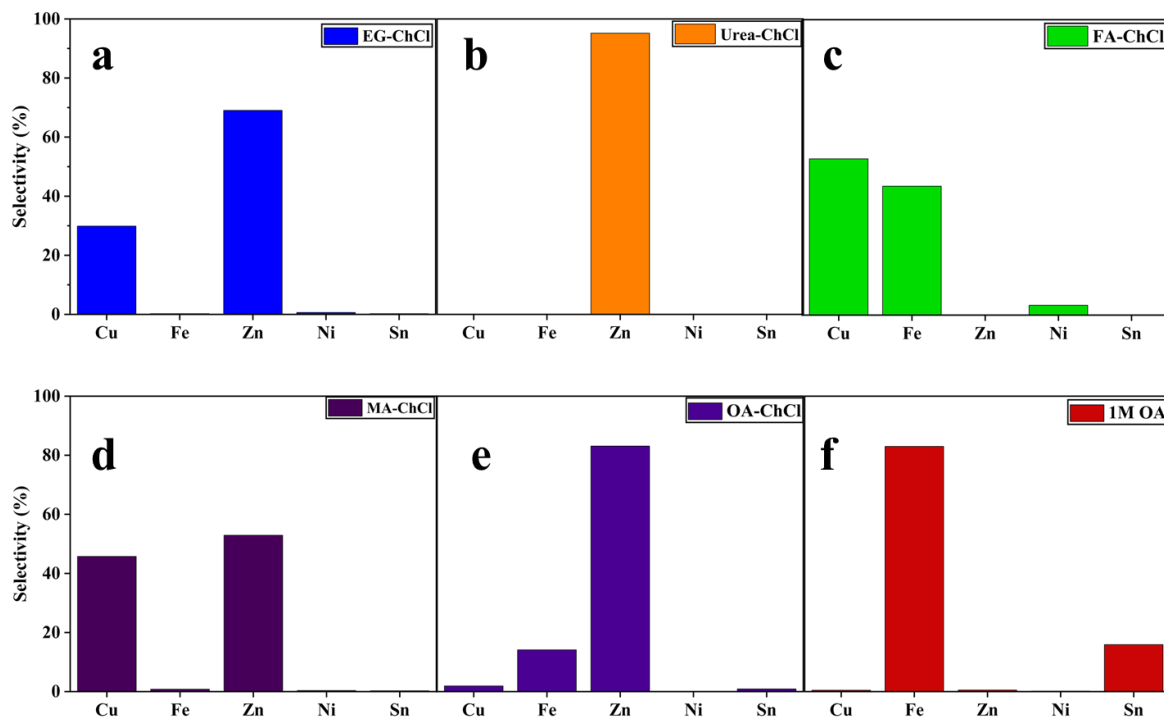 100
80
60
40
20
0
Selectivity (%)
a
EG-ChCl
Cu Fe Zn Ni Sn
b
Urea-ChCl
Cu Fe Zn Ni Sn
c
FA-ChCl
Cu Fe Zn Ni Sn
100
80
60
40
20
0
Selectivity (%)
d
MA-ChCl
Cu Fe Zn Ni Sn
e
OA-ChCl
Cu Fe Zn Ni Sn
f
1M OA
Cu Fe Zn Ni Sn